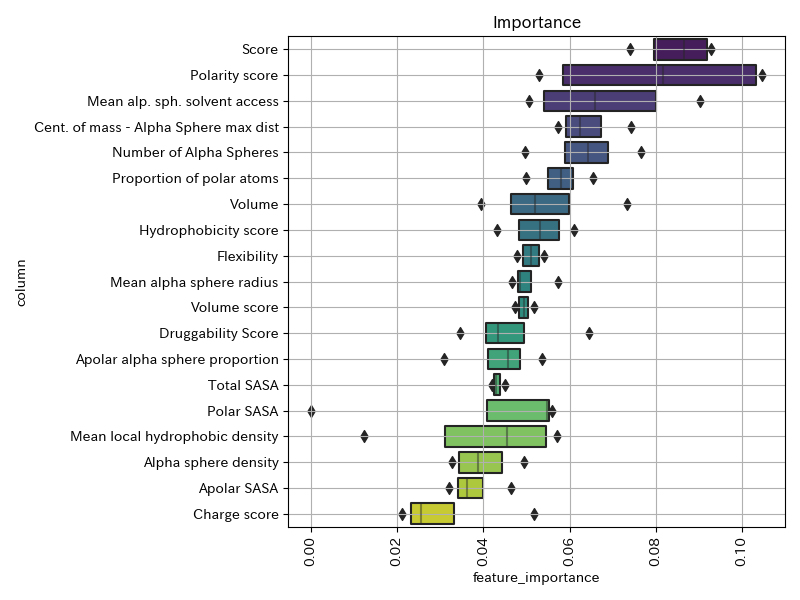 Importance
Score
Polarity score
Mean alp. sph. solvent access
Cent. of mass - Alpha Sphere max dist
Number of Alpha Spheres
Proportion of polar atoms
Volume
Hydrophobicity score
Flexibility
Mean alpha sphere radius
Volume score
Druggability Score
Apolar alpha sphere proportion
Total SASA
Polar SASA
Mean local hydrophobic density
Alpha sphere density
Apolar SASA
Charge score
column
0.00
0.02
0.04
0.06
0.08
0.10
feature_importance